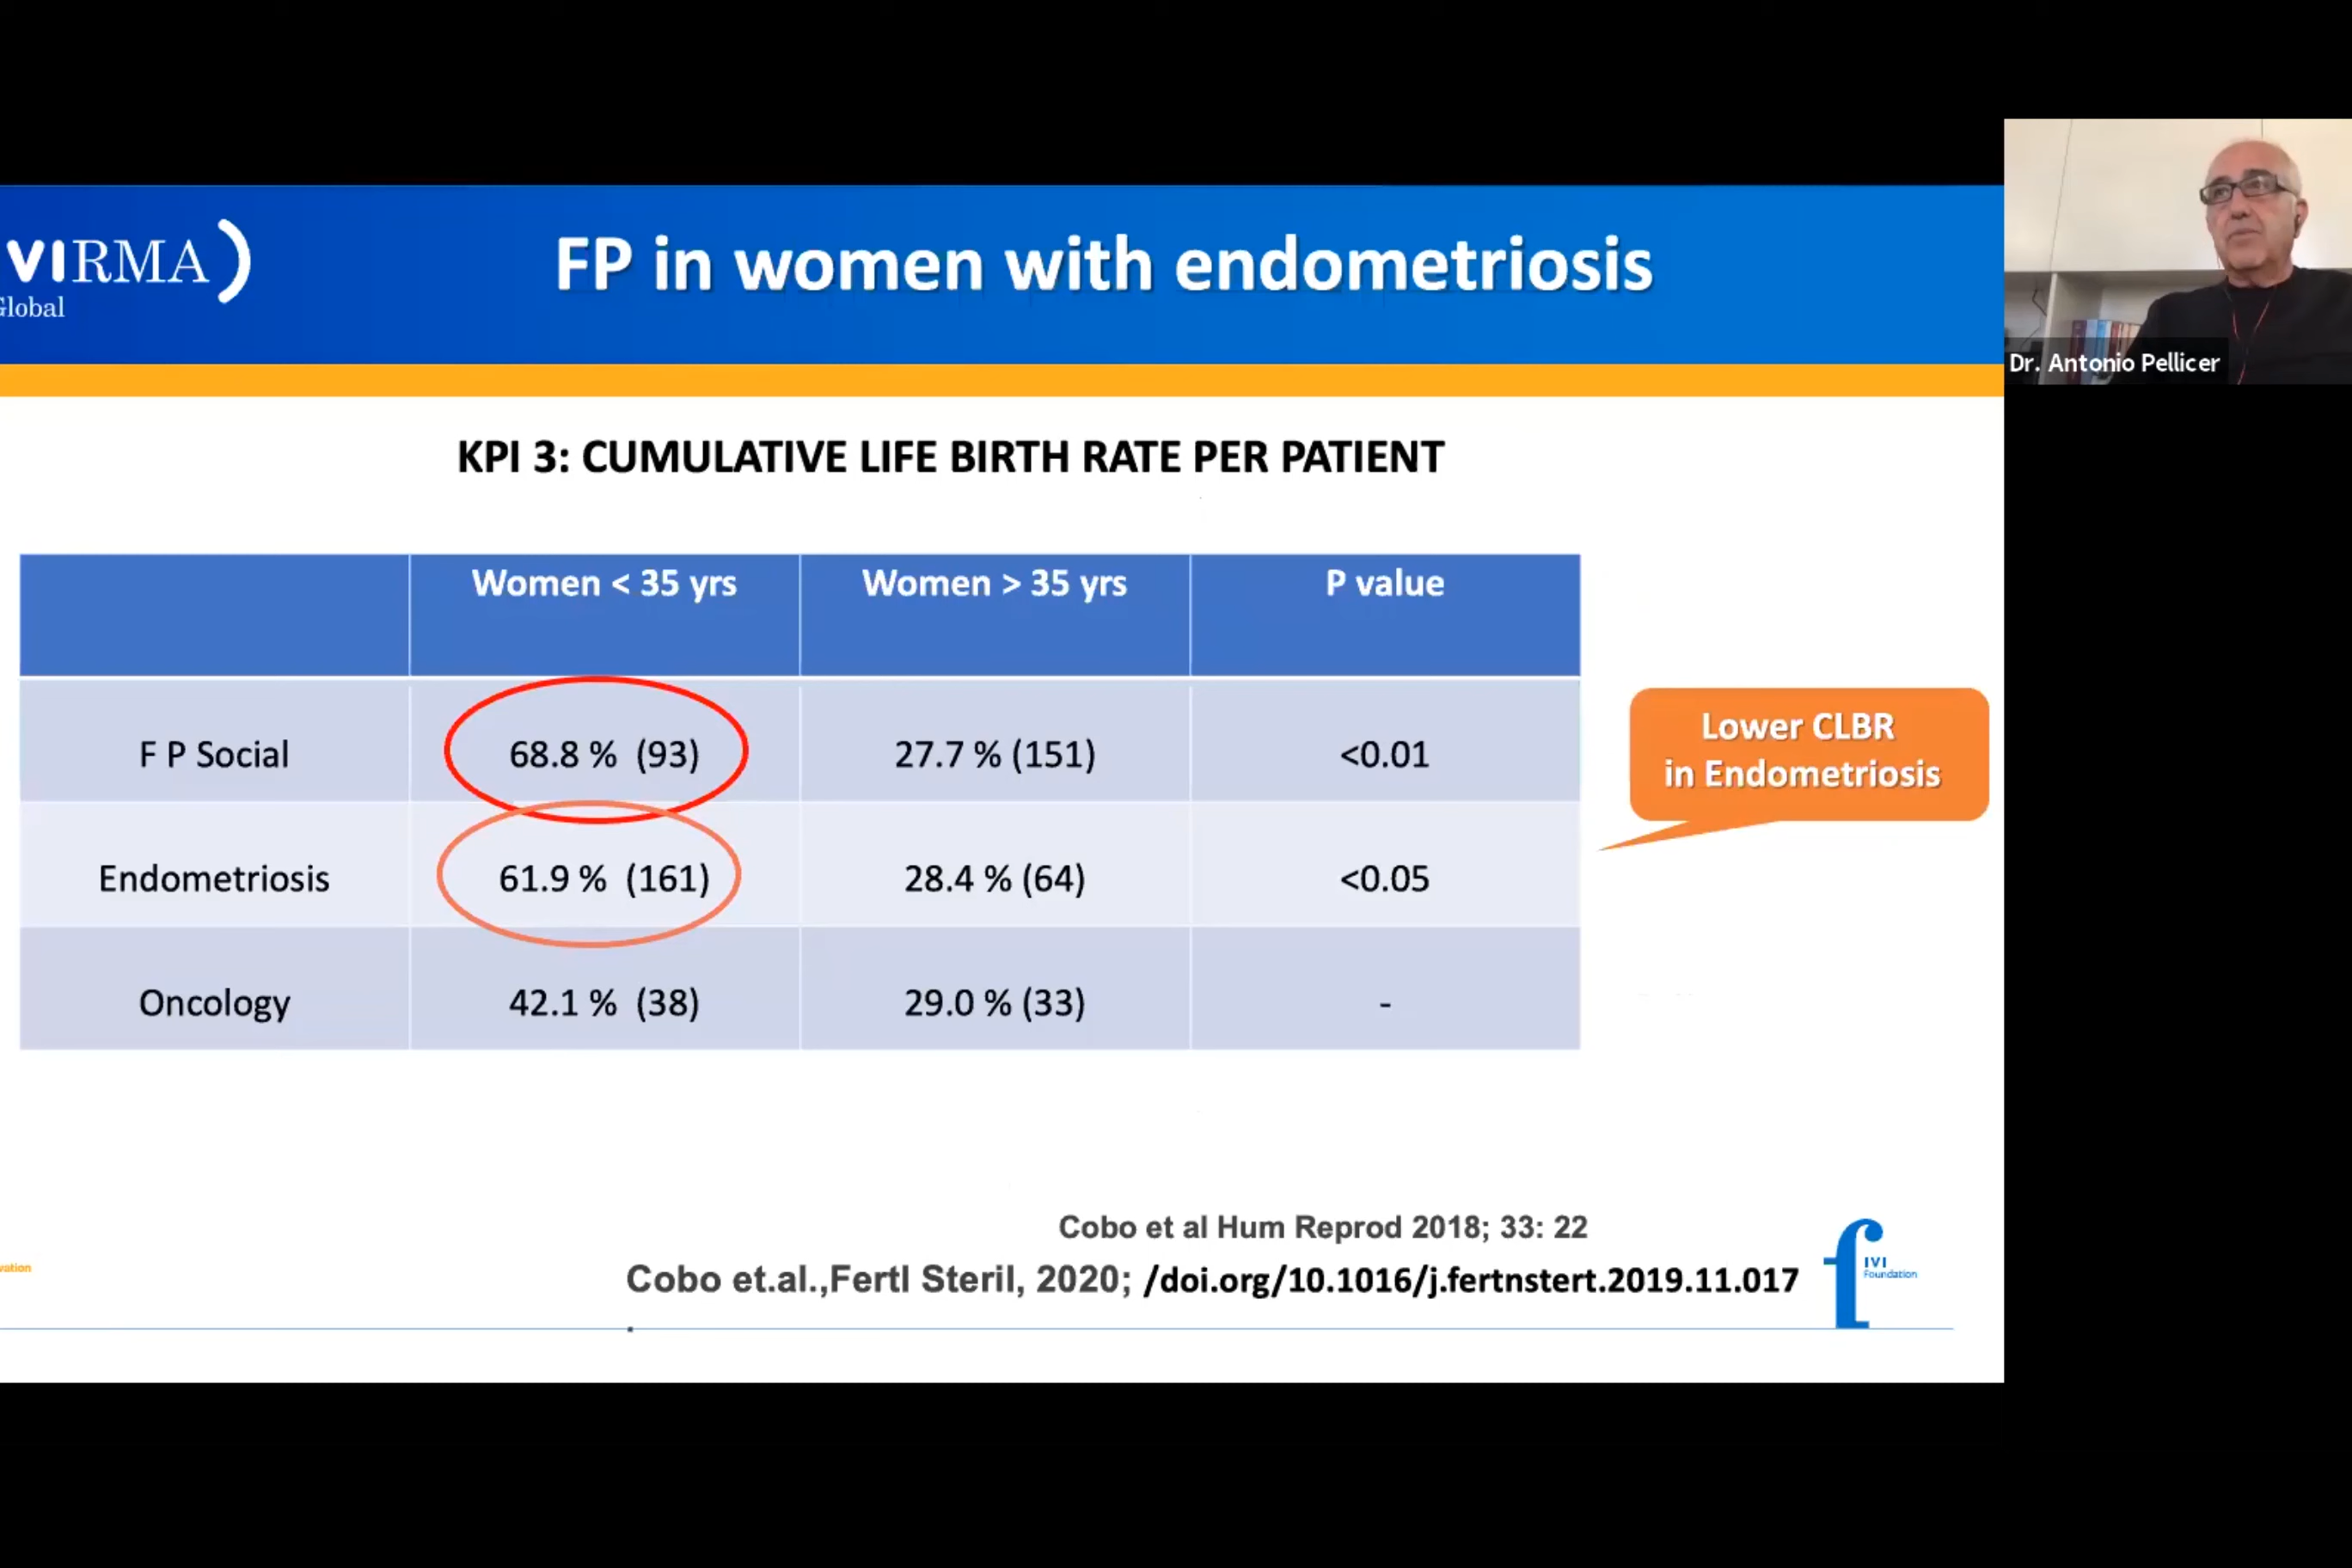 VIRMA
Global
FP in women with endometriosis
Dr. Antonio Pellicer
KPI 3: CUMULATIVE LIFE BIRTH RATE PER PATIENT
Women < 35 yrs Women > 35 yrs P value
F P Social 68.8 % (93) 27.7 % (151) <0.01
Lower CLBR
in Endometriosis
Endometriosis 61.9 % (161) 28.4 % (64) <0.05
Oncology 42.1 % (38) 29.0 % (33) -
Cobo et al Hum Reprod 2018; 33: 22
Cobo et.al.,Fertl Steril, 2020; /doi.org/10.1016/j.fertnstert.2019.11.017
IVI
Foundation